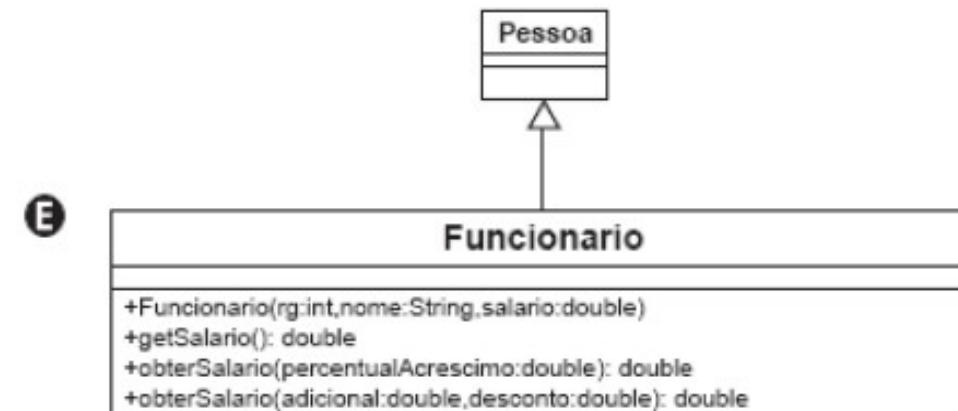 Pessoa
E
Funcionario
+Funcionario(rg:int,nome:String,salario:double)
+getSalario(): double
+obterSalario(percentualAcrescimo:double): double
+obterSalario(adicional:double,desconto:double): double